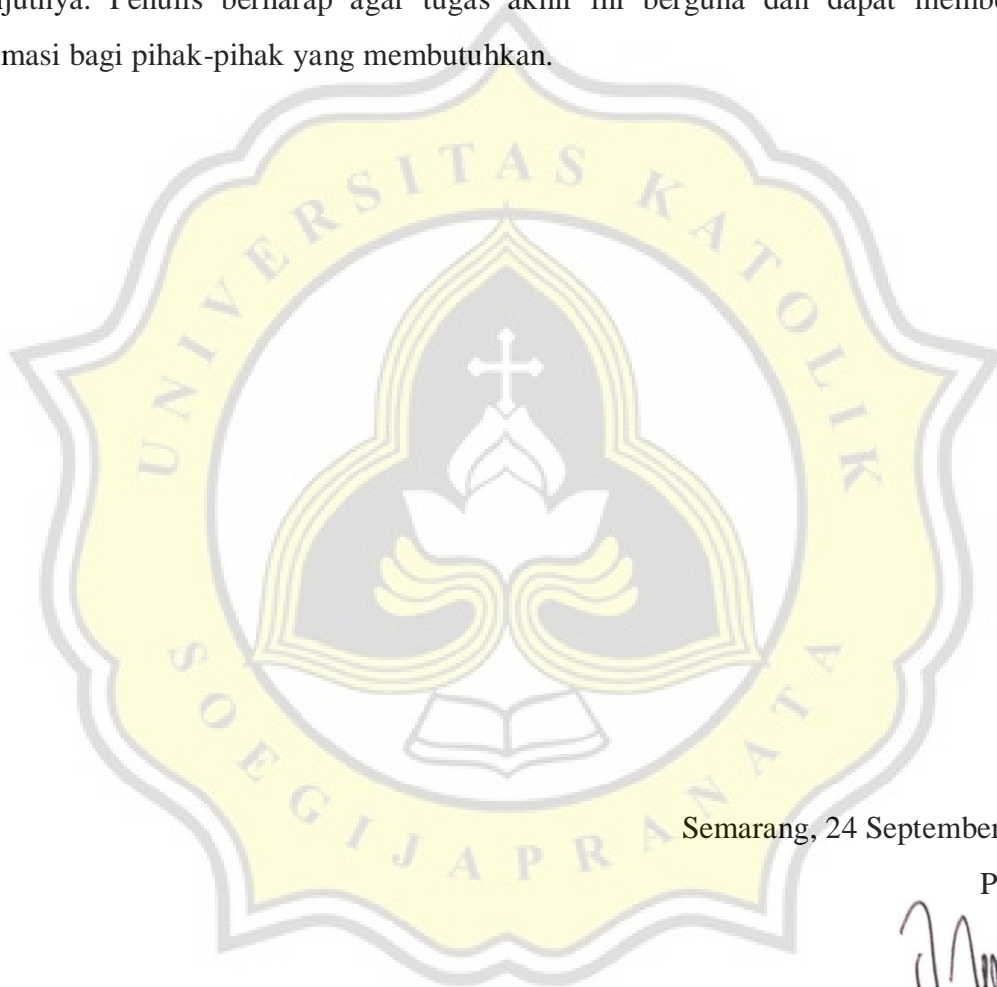 jutnya. Penulis berharap agar tugas akhir ini berguna dan dapat membe
masi bagi pihak-pihak yang membutuhkan.
UNIVERSITAS KATOLIK
SOEGIJAPRANATA
Semarang, 24 September
P